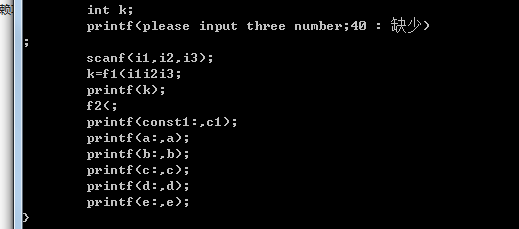 int k;
printf(please input three number;40 : 缺少)
;
scanf(i1,i2,i3);
k=f1(i1i2i3;
printf(k);
f2(;
printf(const1:,c1);
printf(a:,a);
printf(b:,b);
printf(c:,c);
printf(d:,d);
printf(e:,e);
}